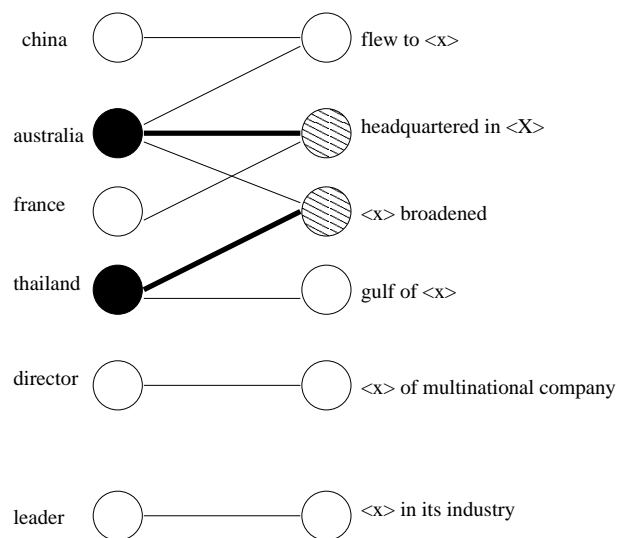 china
flew to <x>
australia
headquartered in <X>
france
<x> broadened
thailand
gulf of <x>
director
<x> of multinational company
leader
<x> in its industry